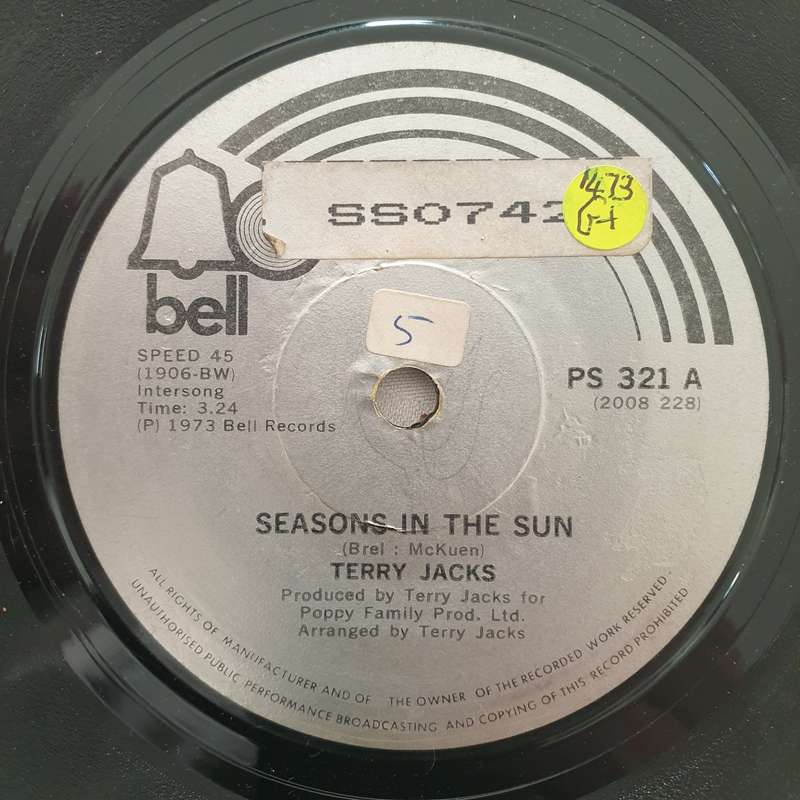 SS0742
1473
G+
5
bell
SPEED 45
(1906-BW)
Intersong
Time: 3.24
(P) 1973 Bell Records
PS 321 A
(2008 228)
SEASONS IN THE SUN
(Brel : McKuen)
TERRY JACKS
Produced by Terry Jacks for
Poppy Family Prod. Ltd.
Arranged by Terry Jacks
ALL RIGHTS OF MANUFACTURER AND OF THE OWNER OF THE RECORDED WORK RESERVED.
UNAUTHORISED PUBLIC PERFORMANCE BROADCASTING AND COPYING OF THIS RECORD PROHIBITED